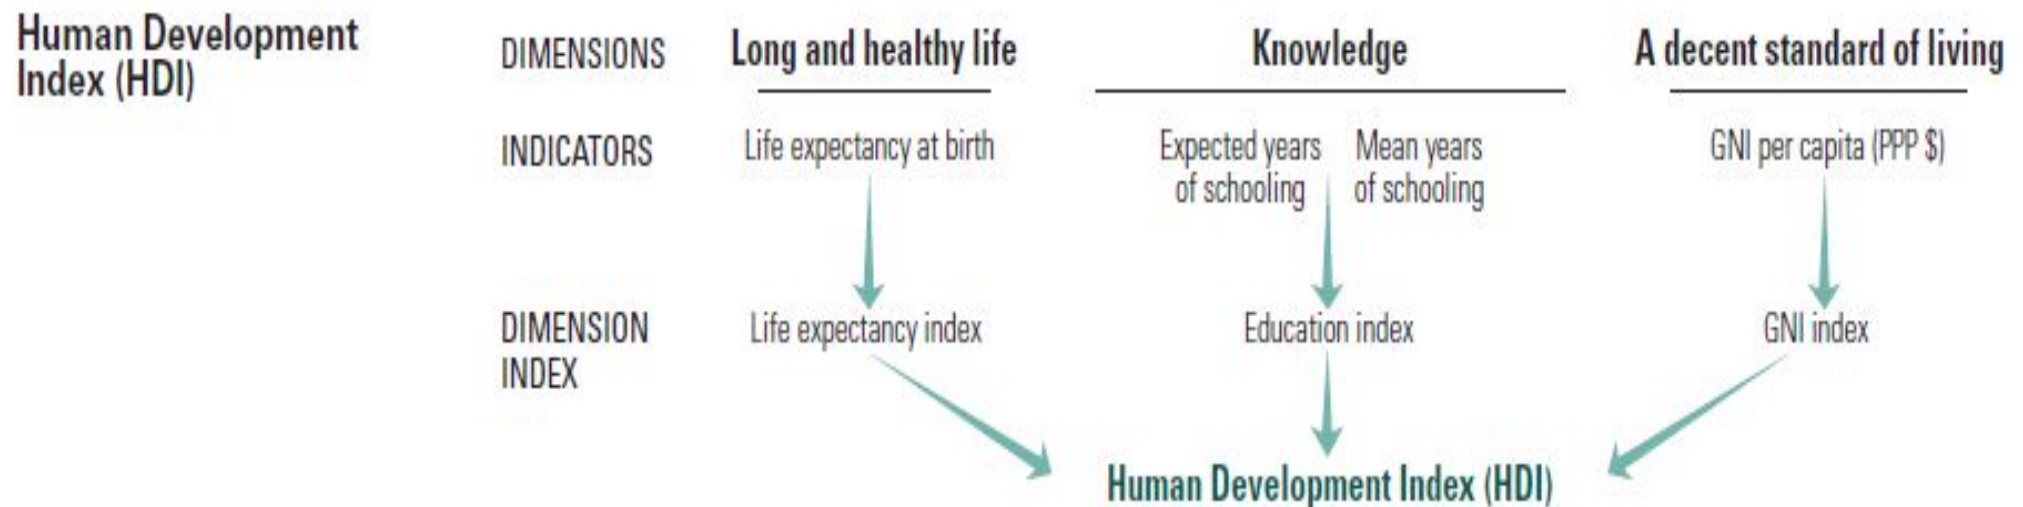 Human Development
Index (HDI)
DIMENSIONS
Long and healthy life
Knowledge
A decent standard of living
INDICATORS
Life expectancy at birth
Expected years
of schooling
Mean years
of schooling
GNI per capita (PPP $)
DIMENSION
INDEX
Life expectancy index
Education index
GNI index
Human Development Index (HDI)